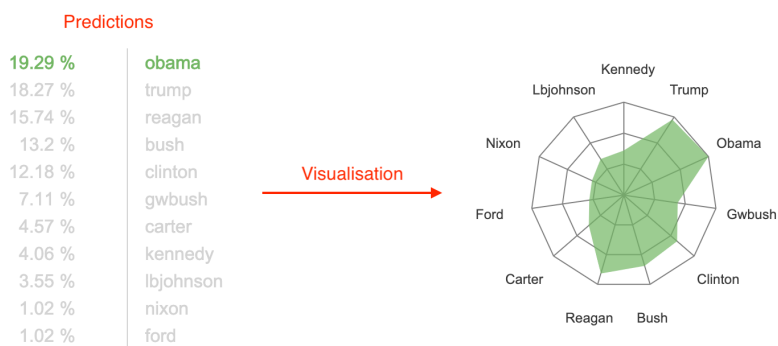 Predictions
19.29 % obama
18.27 % trump
15.74 % reagan
13.2 % bush
12.18 % clinton
7.11 % gwbush
4.57 % carter
4.06 % kennedy
3.55 % lbjohnson
1.02 % nixon
1.02 % ford
Visualisation
Kennedy
Lbjohnson Trump
Nixon Obama
Ford Gwbush
Carter Clinton
Reagan Bush